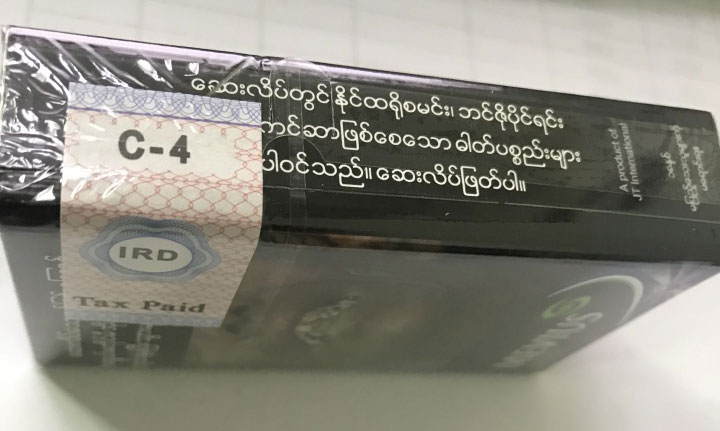 ဆေးလိပ်တွင် နိုင်ထရိုစမင်း၊ ဘင်ဇိုပိုင်ရင်း
ကင်ဆာဖြစ်စေသော ဓါတ်ပစ္စည်းများ
ပါဝင်သည်။ ဆေးလိပ်ဖြတ်ပါ။
C-4
IRD
Tax Paid
A product of
JT International